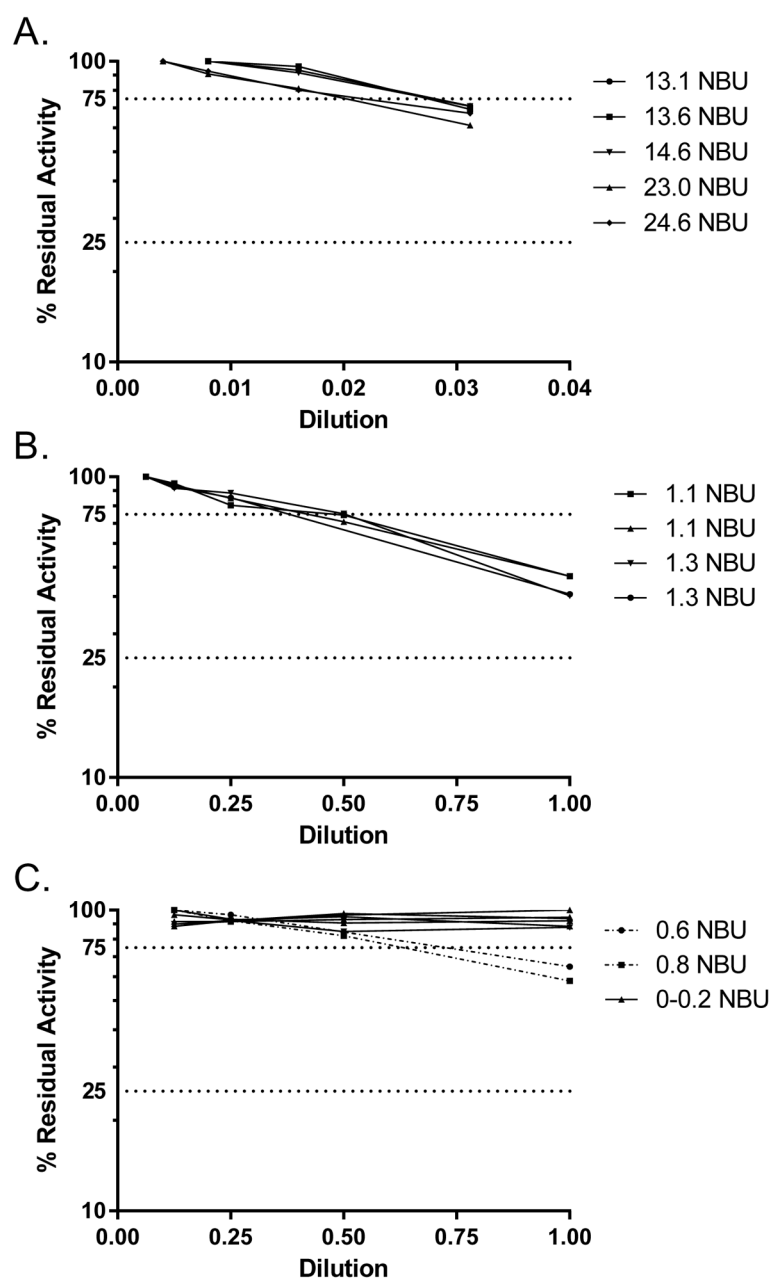 A.
100
75
25
10
% Residual Activity
0.00 0.01 0.02 0.03 0.04
Dilution
13.1 NBU
13.6 NBU
14.6 NBU
23.0 NBU
24.6 NBU
B.
100
75
25
10
% Residual Activity
0.00 0.25 0.50 0.75 1.00
Dilution
1.1 NBU
1.1 NBU
1.3 NBU
1.3 NBU
C.
100
75
25
10
% Residual Activity
0.00 0.25 0.50 0.75 1.00
Dilution
0.6 NBU
0.8 NBU
0-0.2 NBU